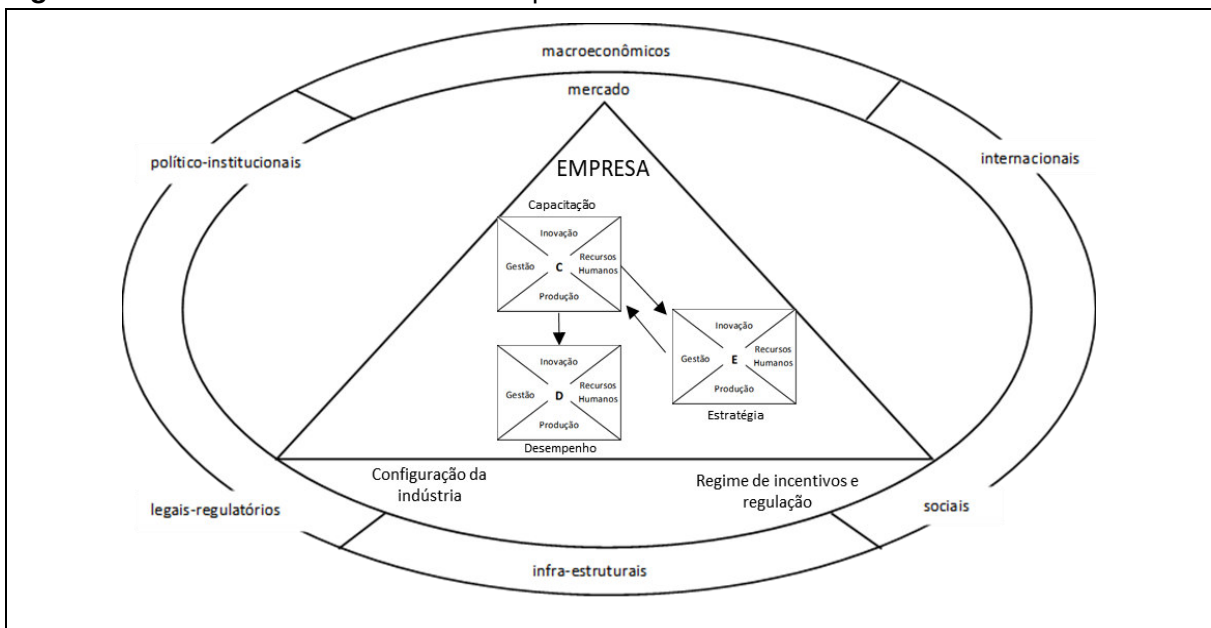 macroeconômicos
mercado
político-institucionais
internacionais
EMPRESA
Capacitação
Inovação
Gestão
C
Recursos
Humanos
Produção
Inovação
Gestão
E
Recursos
Humanos
Produção
Estratégia
Inovação
Gestão
D
Recursos
Humanos
Produção
Desempenho
Configuração da
indústria
Regime de incentivos e
regulação
legais-regulatórios
sociais
infra-estruturais